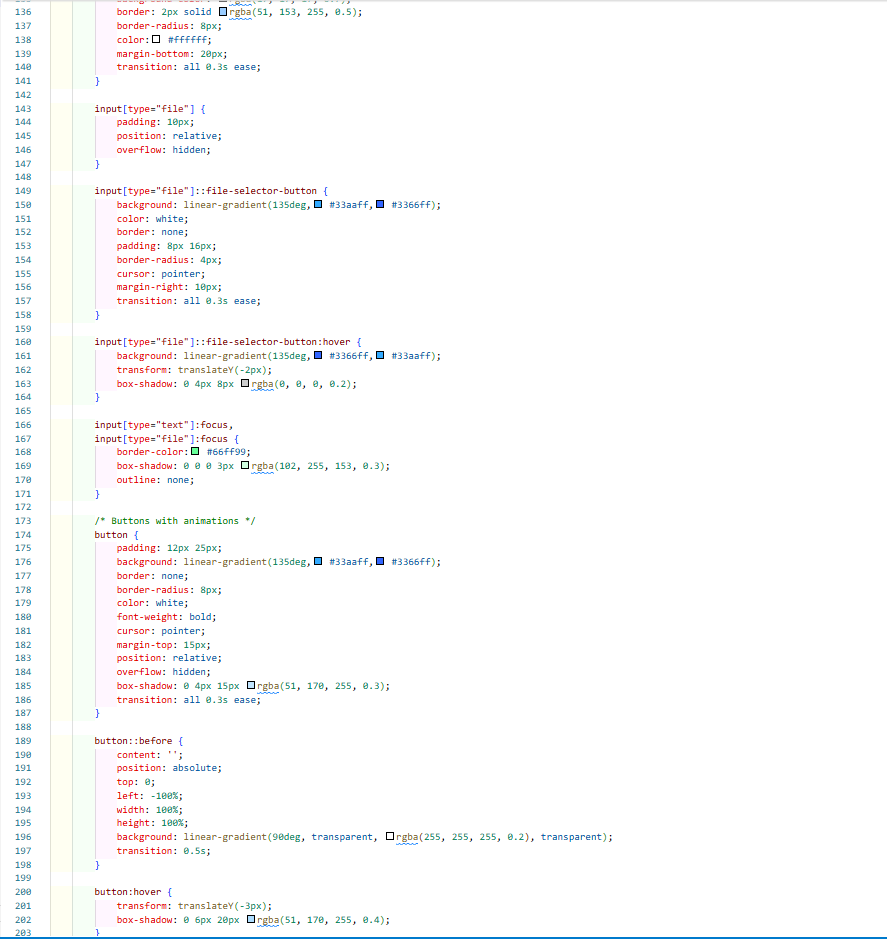 136 border: 2px solid rgba(51, 153, 255, 0.5);
137 border-radius: 8px;
138 color: #ffffff;
139 margin-bottom: 20px;
140 transition: all 0.3s ease;
141 }
142
143 input[type="file"] {
144 padding: 10px;
145 position: relative;
146 overflow: hidden;
147 }
148
149 input[type="file"]::file-selector-button {
150 background: linear-gradient(135deg, #33aaff, #3366ff);
151 color: white;
152 border: none;
153 padding: 8px 16px;
154 border-radius: 4px;
155 cursor: pointer;
156 margin-right: 10px;
157 transition: all 0.3s ease;
158 }
159
160 input[type="file"]::file-selector-button:hover {
161 background: linear-gradient(135deg, #3366ff, #33aaff);
162 transform: translateY(-2px);
163 box-shadow: 0 4px 8px rgba(0, 0, 0, 0.2);
164 }
165
166 input[type="text"]:focus,
167 input[type="file"]:focus {
168 border-color: #66ff99;
169 box-shadow: 0 0 0 3px rgba(102, 255, 153, 0.3);
170 outline: none;
171 }
172
173 /* Buttons with animations */
174 button {
175 padding: 12px 25px;
176 background: linear-gradient(135deg, #33aaff, #3366ff);
177 border: none;
178 border-radius: 8px;
179 color: white;
180 font-weight: bold;
181 cursor: pointer;
182 margin-top: 15px;
183 position: relative;
184 overflow: hidden;
185 box-shadow: 0 4px 15px rgba(51, 170, 255, 0.3);
186 transition: all 0.3s ease;
187 }
188
189 button::before {
190 content: '';
191 position: absolute;
192 top: 0;
193 left: -100%;
194 width: 100%;
195 height: 100%;
196 background: linear-gradient(90deg, transparent, rgba(255, 255, 255, 0.2), transparent);
197 transition: 0.5s;
198 }
199
200 button:hover {
201 transform: translateY(-3px);
202 box-shadow: 0 6px 20px rgba(51, 170, 255, 0.4);
203 }